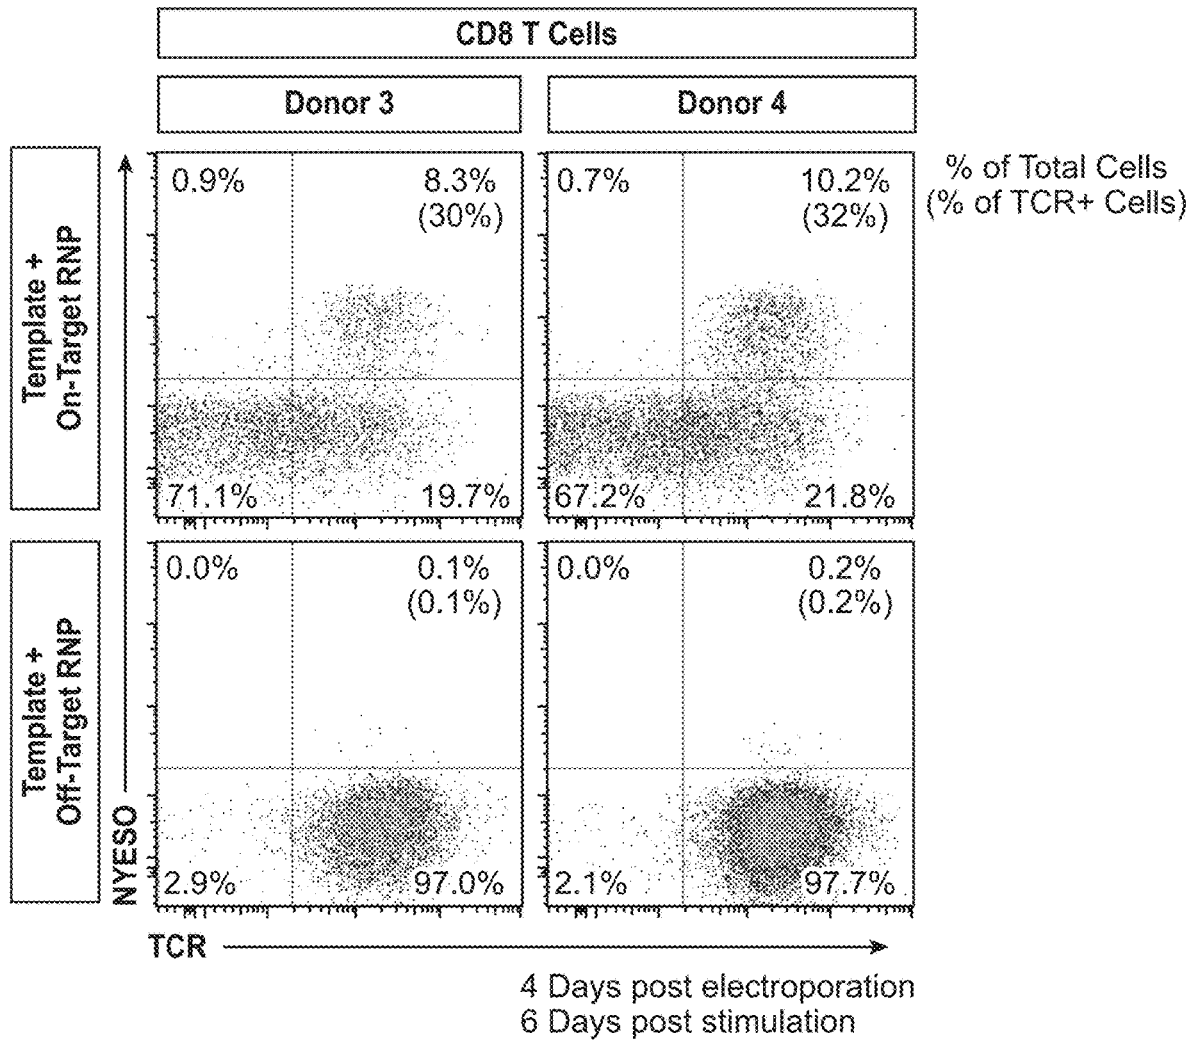 CD8 T Cells
Donor 3
Donor 4
Template +
On-Target RNP
0.9%
8.3%
(30%)
71.1%
19.7%
0.7%
10.2%
(32%)
67.2%
21.8%
% of Total Cells
(% of TCR+ Cells)
Template +
Off-Target RNP
0.0%
0.1%
(0.1%)
2.9%
97.0%
0.0%
0.2%
(0.2%)
2.1%
97.7%
NYESO
TCR
4 Days post electroporation
6 Days post stimulation